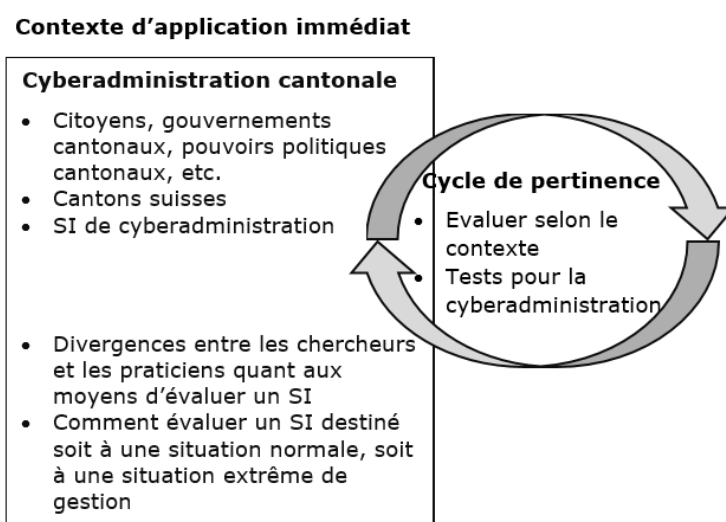 Contexte d’application immédiat
Cyberadministration cantonale
• Citoyens, gouvernements
cantonaux, pouvoirs politiques
cantonaux, etc.
• Cantons suisses
• SI de cyberadministration
• Divergences entre les chercheurs
et les praticiens quant aux
moyens d’évaluer un SI
• Comment évaluer un SI destiné
soit à une situation normale, soit
à une situation extrême de
gestion
Cycle de pertinence
• Evaluer selon le
contexte
• Tests pour la
cyberadministration